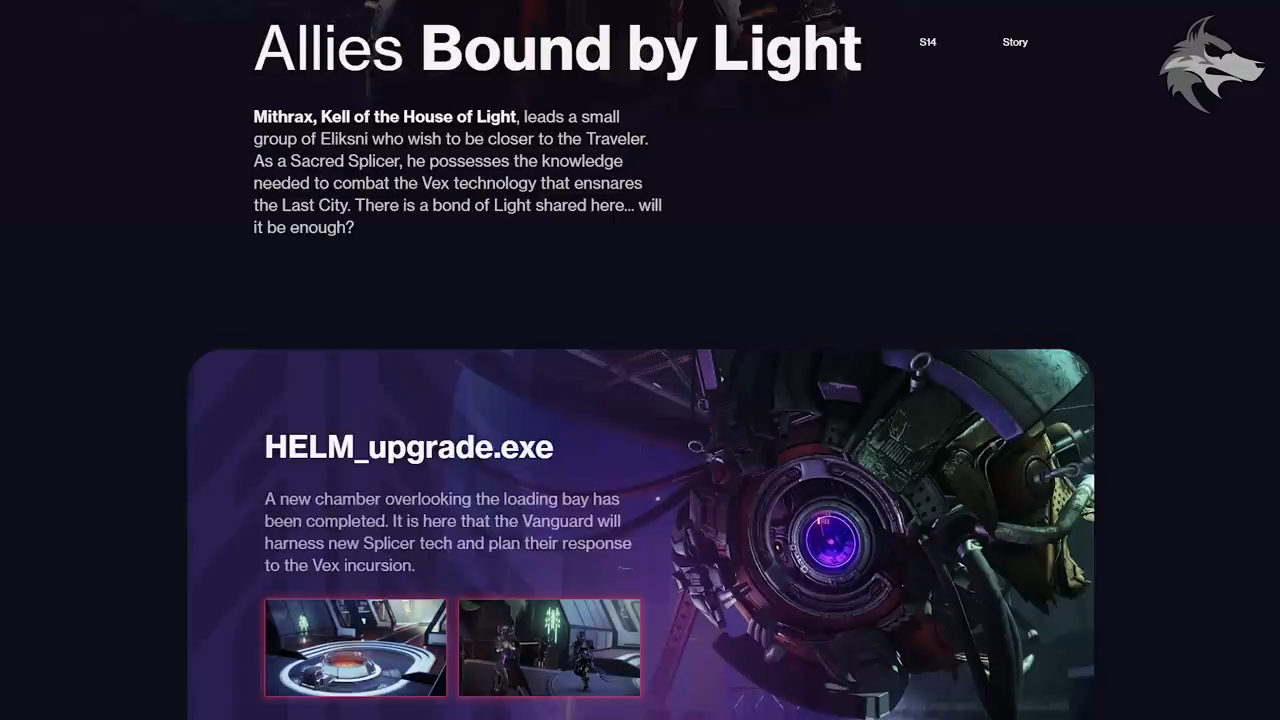 Allies Bound by Light
S14
Story
Mithrax, Kell of the House of Light, leads a small
group of Eliksni who wish to be closer to the Traveler.
As a Sacred Splicer, he possesses the knowledge
needed to combat the Vex technology that ensnares
the Last City. There is a bond of Light shared here... will
it be enough?
HELM_upgrade.exe
A new chamber overlooking the loading bay has
been completed. It is here that the Vanguard will
harness new Splicer tech and plan their response
to the Vex incursion.